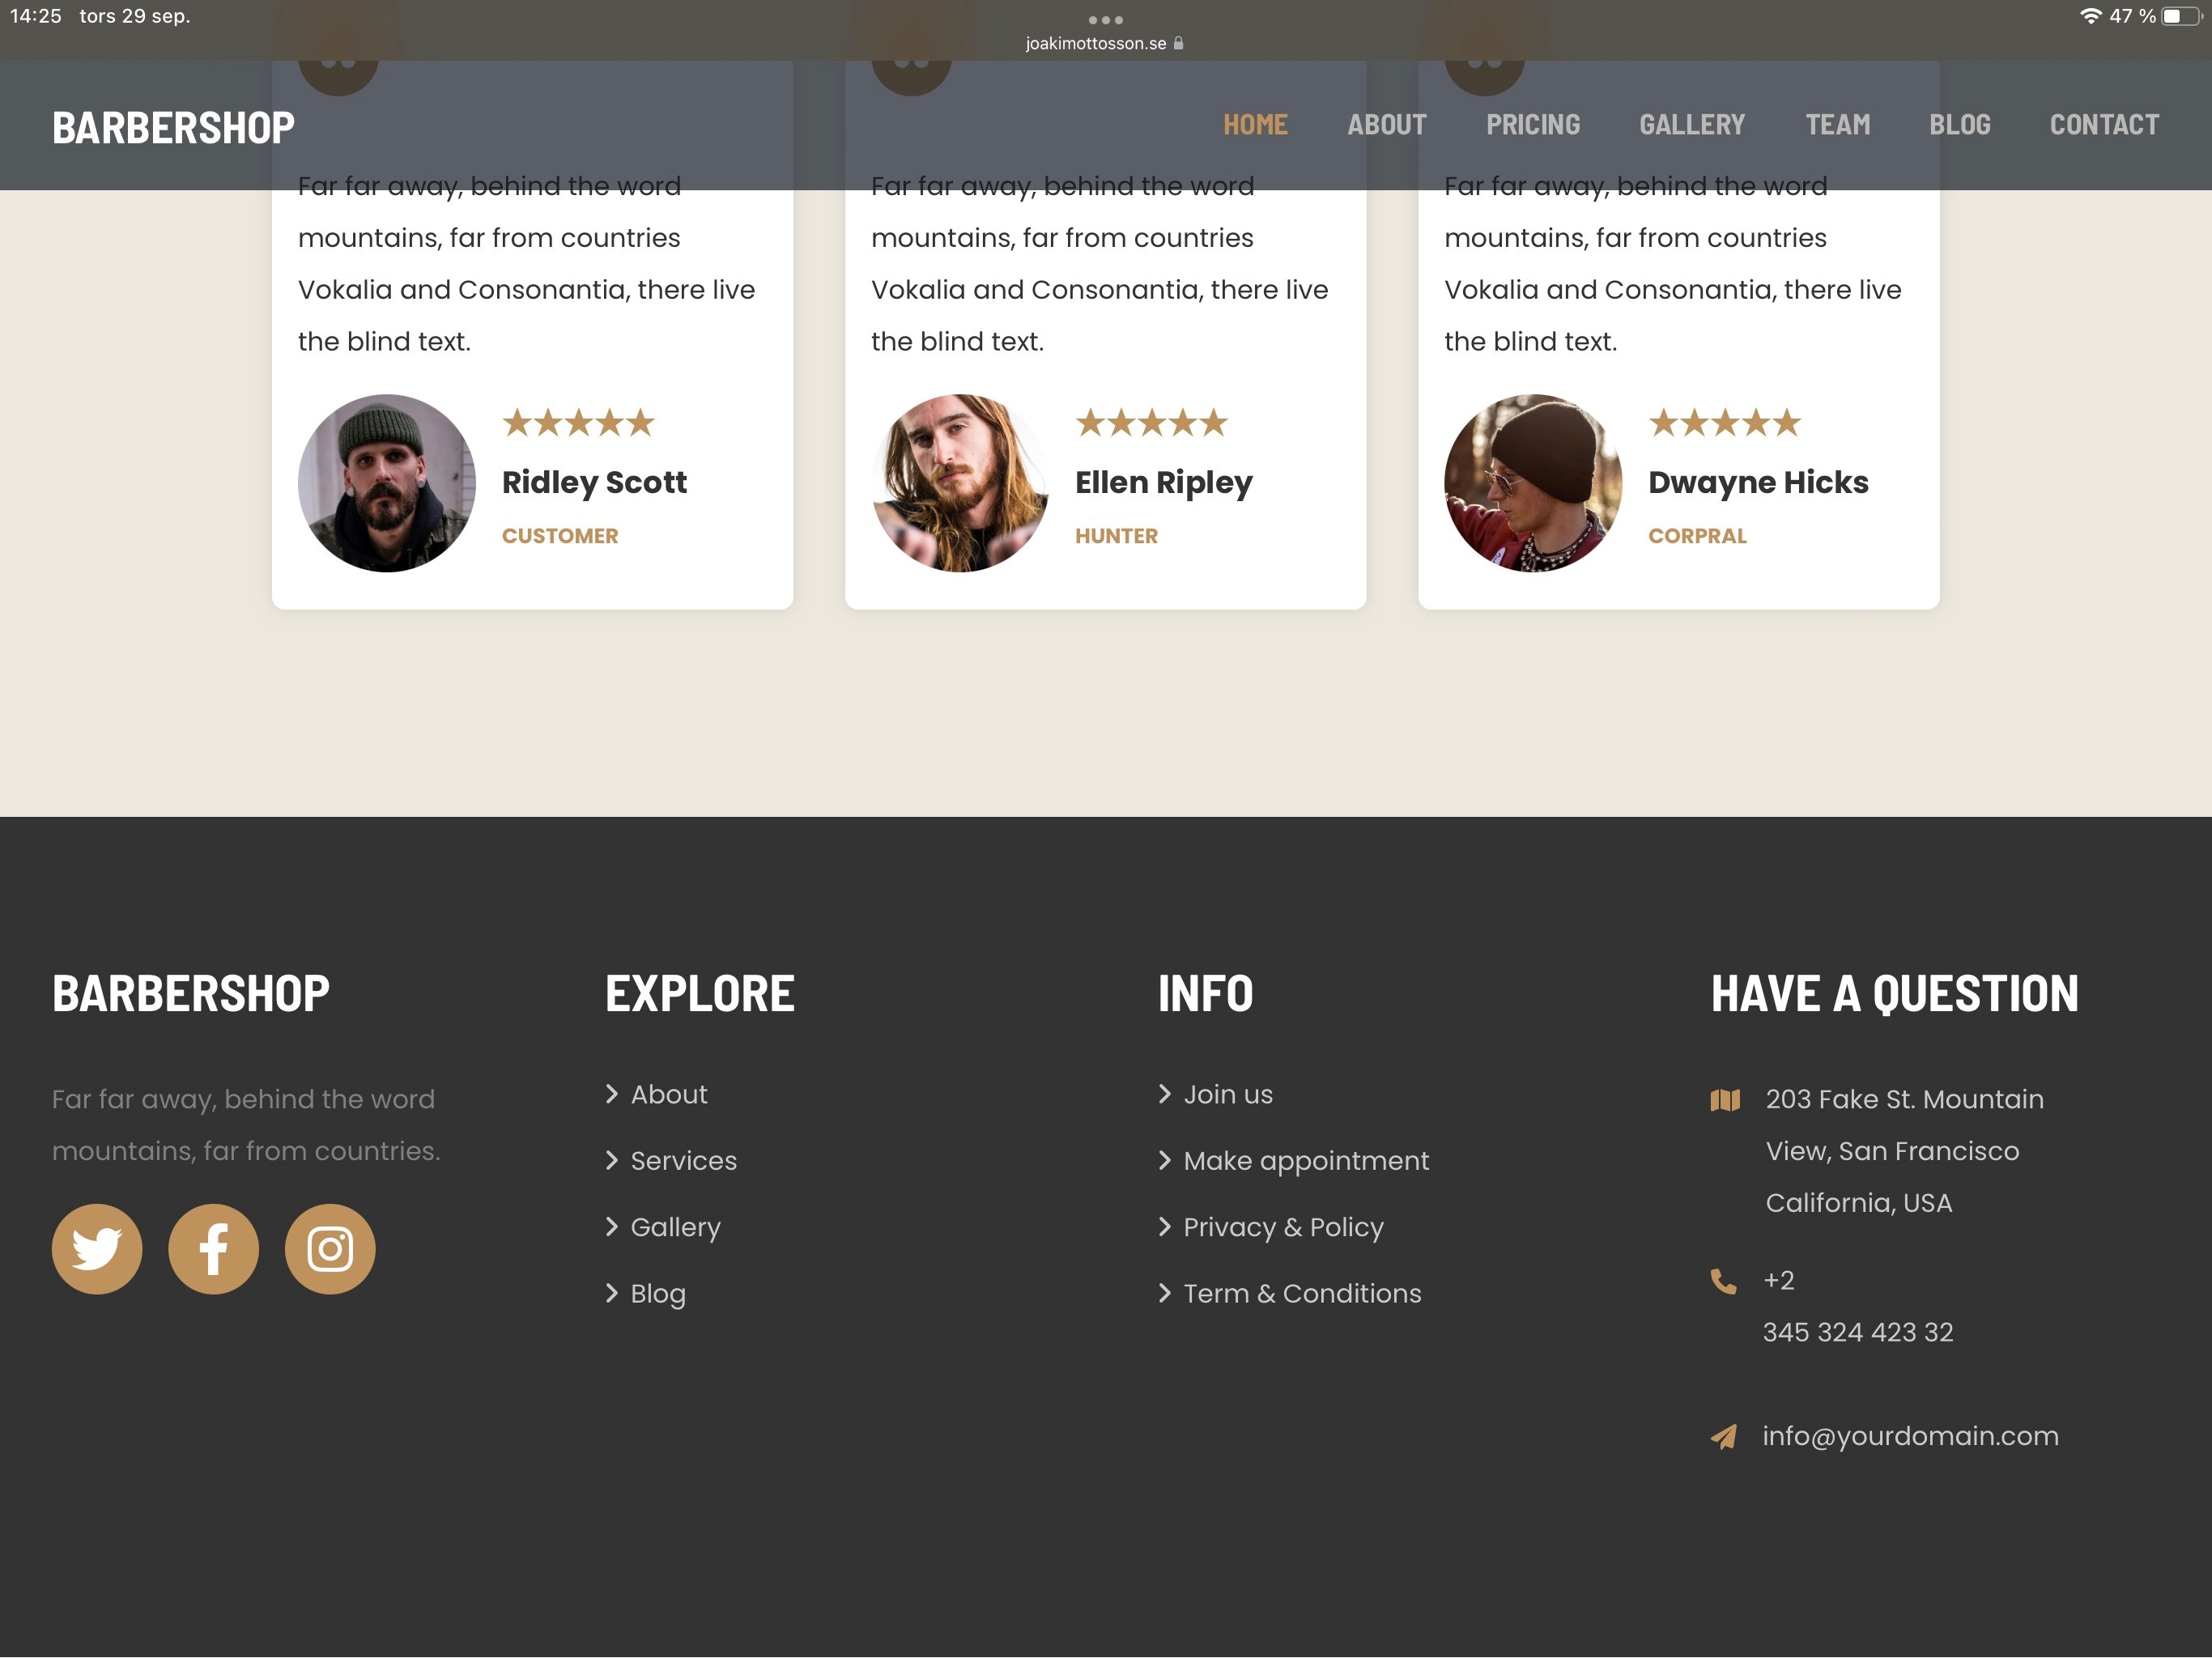 14:25 tors 29 sep.
joakimottosson.se
47 %
BARBERSHOP
HOME ABOUT PRICING GALLERY TEAM BLOG CONTACT
Far far away, behind the word
mountains, far from countries
Vokalia and Consonantia, there live
the blind text.
Ridley Scott
CUSTOMER
Far far away, behind the word
mountains, far from countries
Vokalia and Consonantia, there live
the blind text.
Ellen Ripley
HUNTER
Far far away, behind the word
mountains, far from countries
Vokalia and Consonantia, there live
the blind text.
Dwayne Hicks
CORPRAL
BARBERSHOP
Far far away, behind the word
mountains, far from countries.
EXPLORE
About
Services
Gallery
Blog
INFO
Join us
Make appointment
Privacy & Policy
Term & Conditions
HAVE A QUESTION
203 Fake St. Mountain
View, San Francisco
California, USA
+2
345 324 423 32
info@yourdomain.com